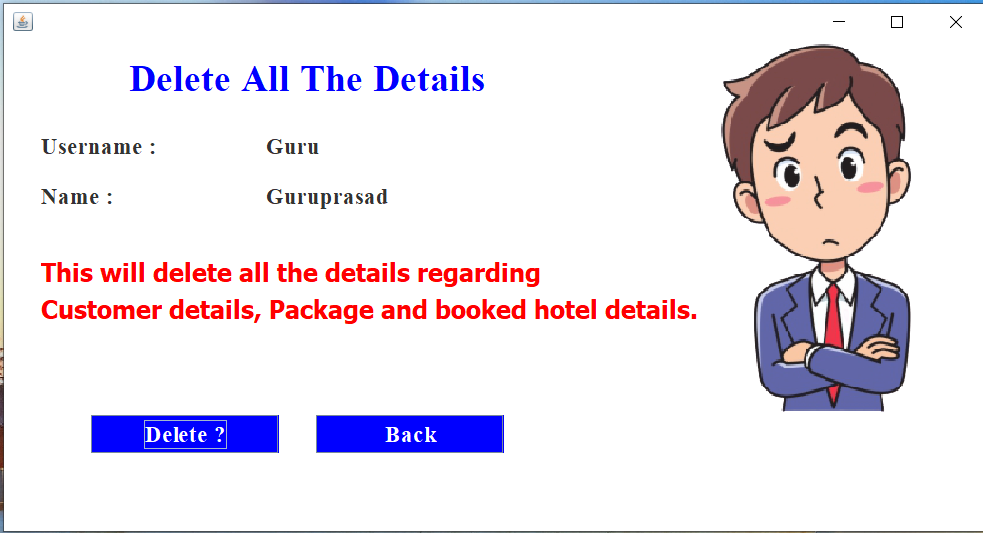 Delete All The Details
Username : Guru
Name : Guruprasad
This will delete all the details regarding
Customer details, Package and booked hotel details.
Delete ? Back